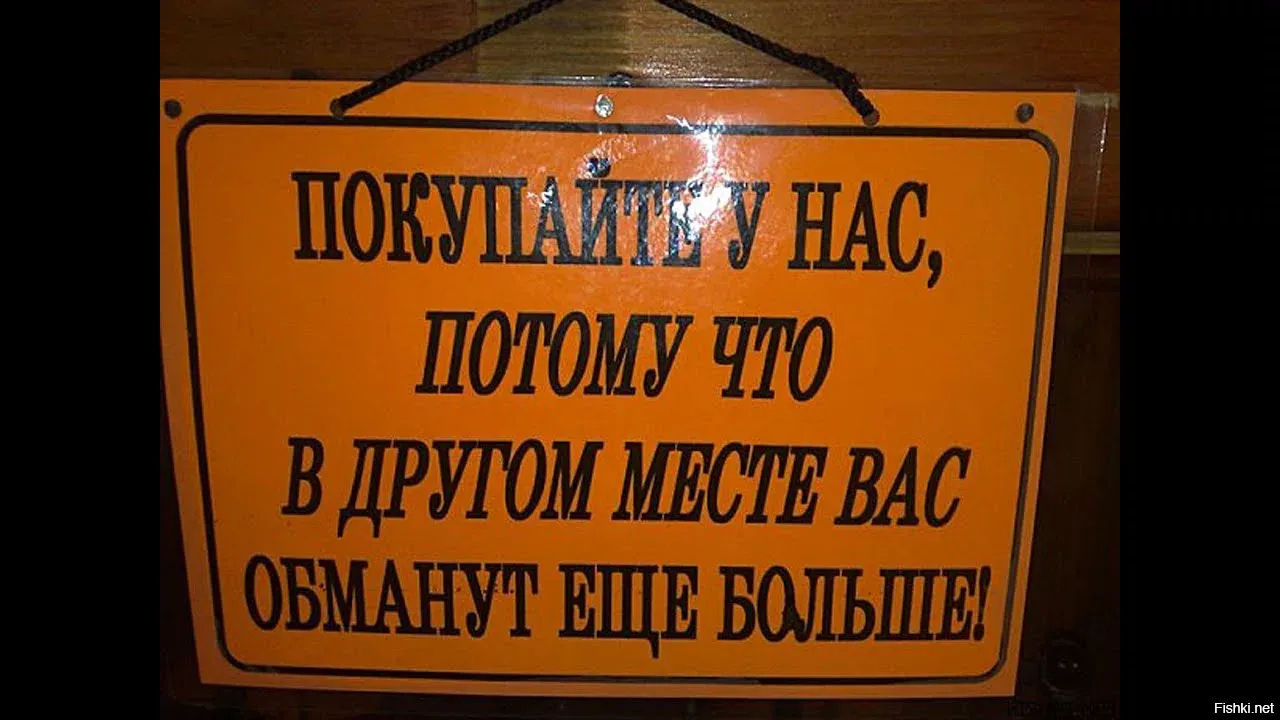 ПОКУПАЙТЕ У НАС,
ПОТОМУ ЧТО
В ДРУГОМ МЕСТЕ ВАС
ОБМАНУТ ЕЩЕ БОЛЬШЕ!
Fishki.net